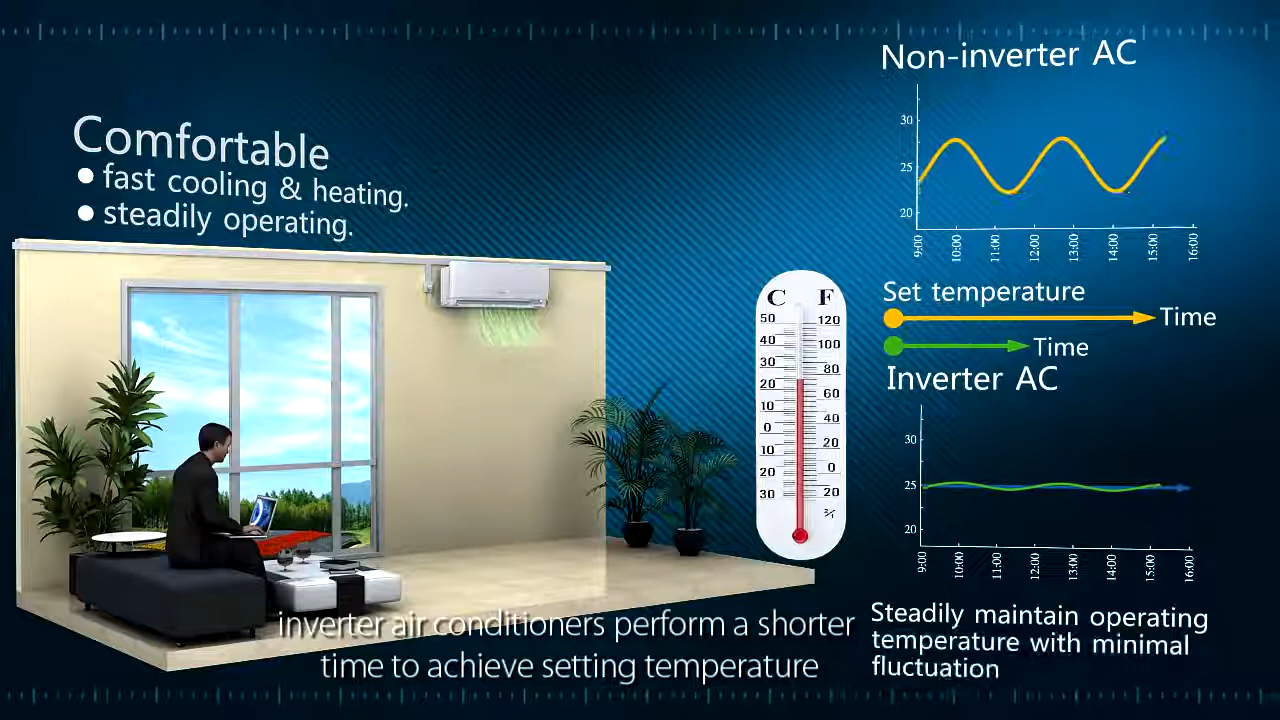 Comfortable
● fast cooling & heating.
● steadily operating.
Non-inverter AC
30
25
20
9:00 10:00 11:00 12:00 13:00 14:00 15:00 16:00
Set temperature
Time
Time
Inverter AC
30
25
20
9:00 10:00 11:00 12:00 13:00 14:00 15:00 16:00
Steadily maintain operating
temperature with minimal
fluctuation
C F
50 120
40 100
30 80
20 60
10 40
0 20
10 0
20 20
30
inverter air conditioners perform a shorter
time to achieve setting temperature